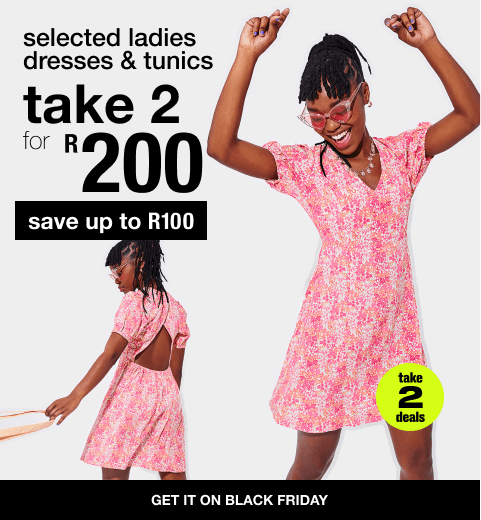 selected ladies
dresses & tunics
take 2
for R200
save up to R100
take
2
deals
GET IT ON BLACK FRIDAY